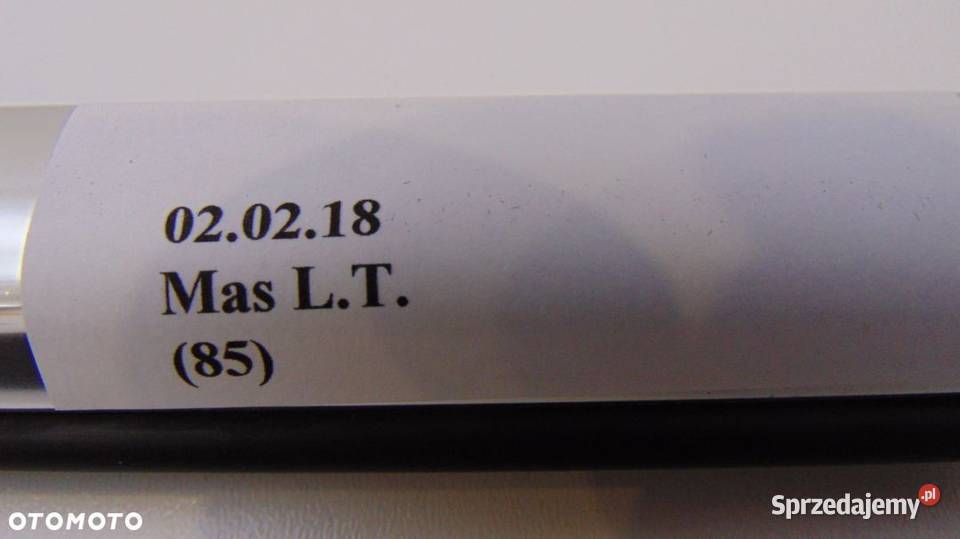 02.02.18
Mas L.T.
(85)
OTOMOTO
Sprzedajemy.pl